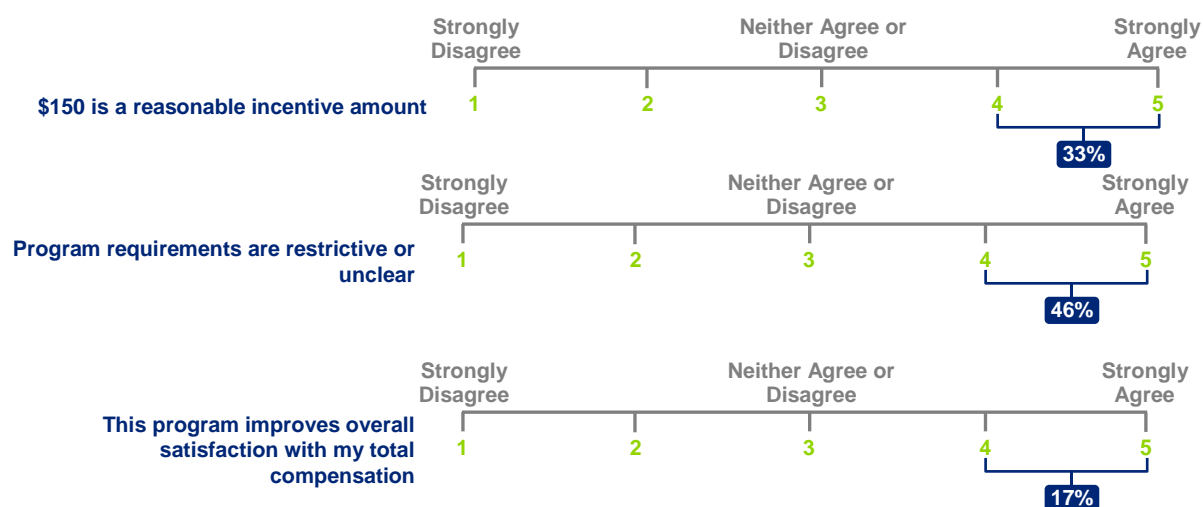 Strongly Disagree
Neither Agree or Disagree
Strongly Agree
$150 is a reasonable incentive amount
1 2 3 4 5
33%
Strongly Disagree
Neither Agree or Disagree
Strongly Agree
Program requirements are restrictive or
unclear
1 2 3 4 5
46%
Strongly Disagree
Neither Agree or Disagree
Strongly Agree
This program improves overall
satisfaction with my total
compensation
1 2 3 4 5
17%